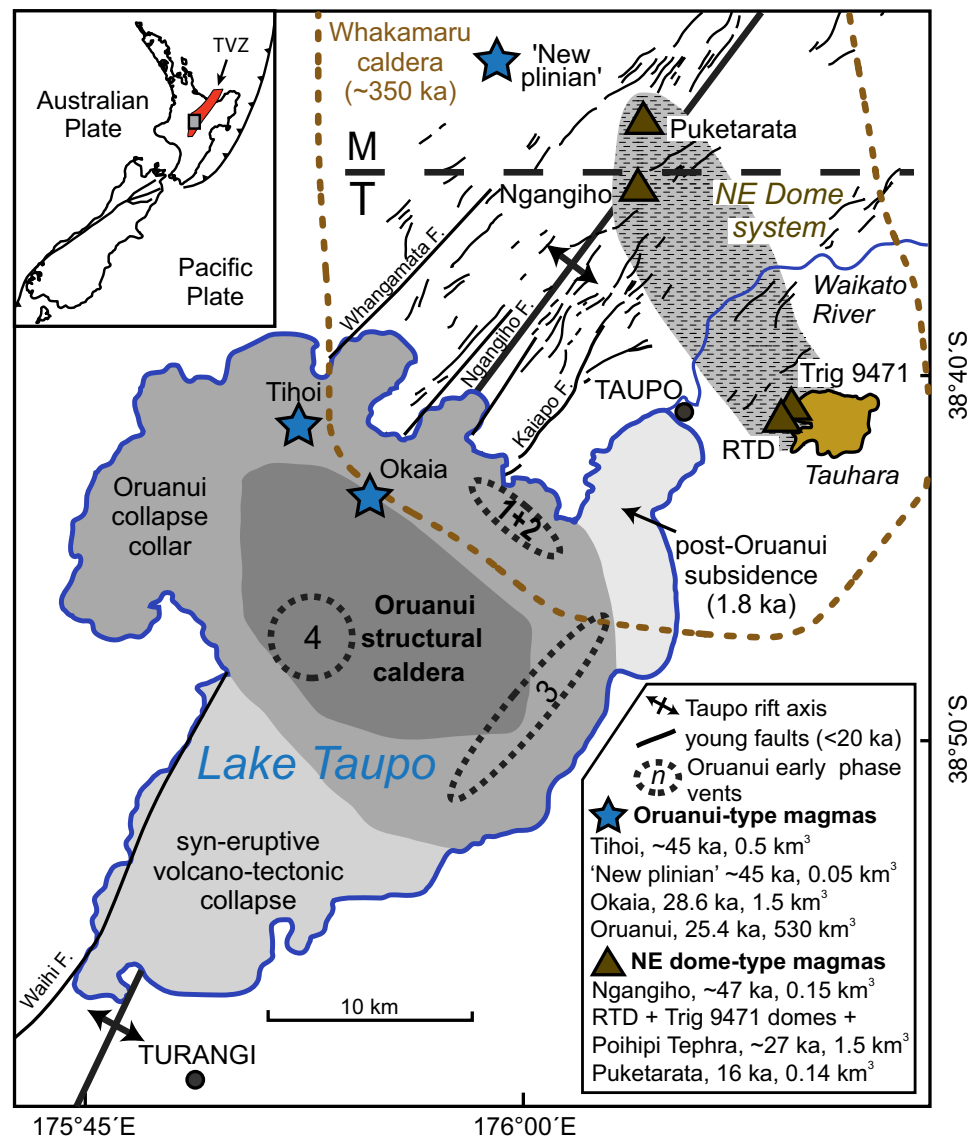 TVZ
Australian
Plate
Pacific
Plate
Whakamaru
caldera
(~350 ka)
'New
plinian'
M
T
Puketarata
Ngangiho
NE Dome
system
Waikato
River
Whangamata F.
Ngangiho F.
Kaiapo F.
TAUPO
Trig 9471
RTD
Tauhara
38°40´S
Tihoi
Okaia
Oruanui
collapse
collar
1+2
post-Oruanui
subsidence
(1.8 ka)
4
Oruanui
structural
caldera
3
38°50´S
Lake Taupo
syn-eruptive
volcano-tectonic
collapse
Waihi F.
TURANGI
10 km
Taupo rift axis
young faults (<20 ka)
n
Oruanui early phase
vents
Oruanui-type magmas
Tihoi, ~45 ka, 0.5 km³
‘New plinian’ ~45 ka, 0.05 km³
Okaia, 28.6 ka, 1.5 km³
Oruanui, 25.4 ka, 530 km³
NE dome-type magmas
Ngangiho, ~47 ka, 0.15 km³
RTD + Trig 9471 domes +
Poihipi Tephra, ~27 ka, 1.5 km³
Puketarata, 16 ka, 0.14 km³
175°45´E
176°00´E